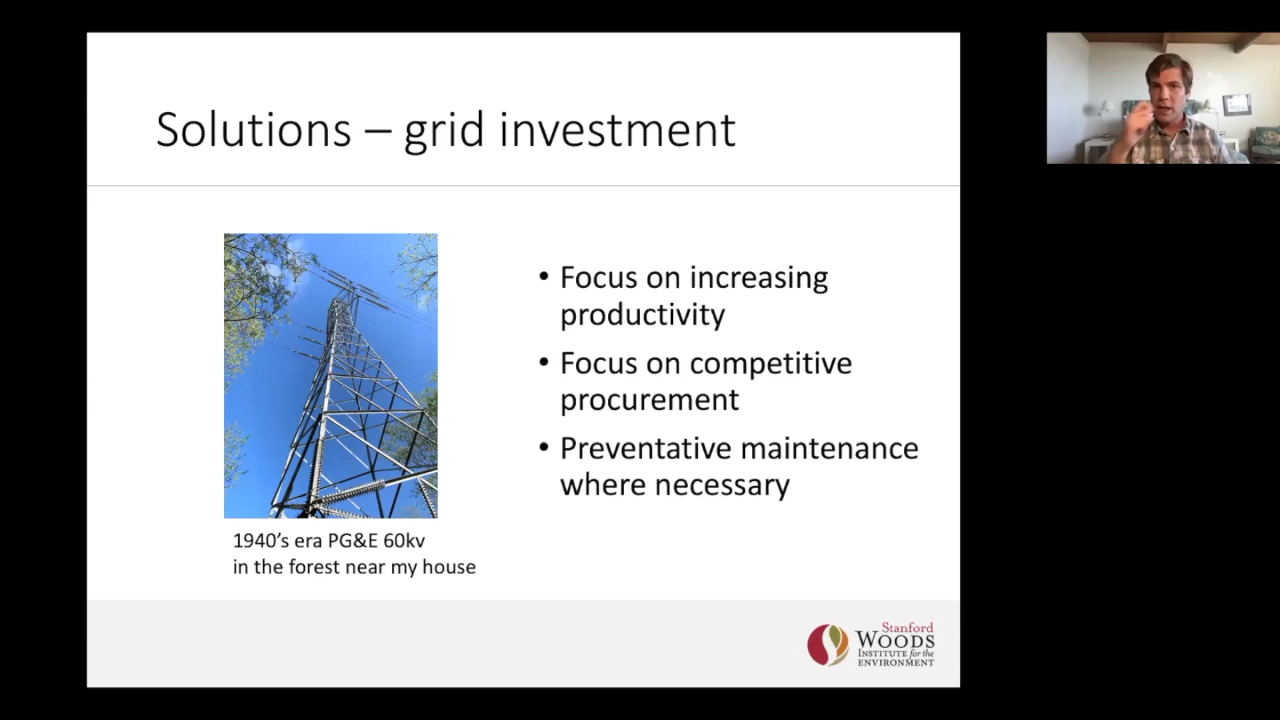 Solutions – grid investment
• Focus on increasing
productivity
• Focus on competitive
procurement
• Preventative maintenance
where necessary
1940’s era PG&E 60kv
in the forest near my house
Stanford
WOODS
INSTITUTE for the
ENVIRONMENT